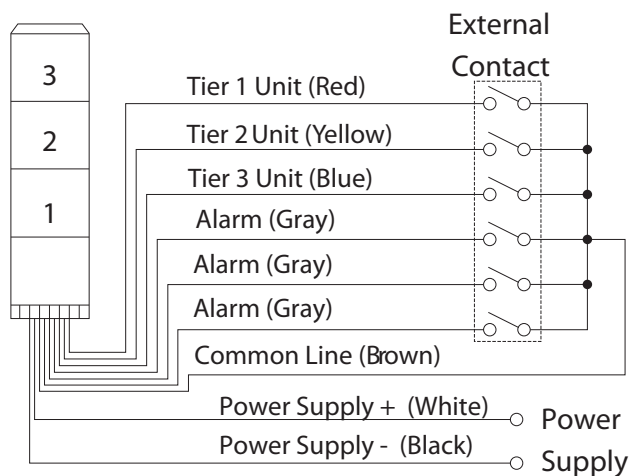 External
Contact
3
2
1
Tier 1 Unit (Red)
Tier 2 Unit (Yellow)
Tier 3 Unit (Blue)
Alarm (Gray)
Alarm (Gray)
Alarm (Gray)
Common Line (Brown)
Power Supply + (White)
Power Supply - (Black)
Power
Supply